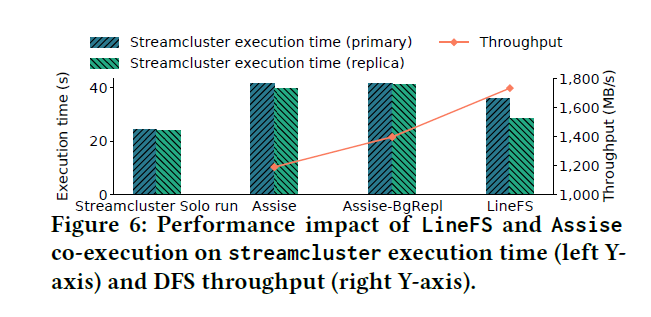 Streamcluster execution time (primary)
Throughput
Streamcluster execution time (replica)
Execution time (s)
40
20
0
1,800
1,600
1,400
1,200
1,000
Throughput (MB/s)
Streamcluster Solo run
Assise
Assise-BgRepl
LineFS
Figure 6: Performance impact of LineFS and Assise
co-execution on streamcluster execution time (left Y-
axis) and DFS throughput (right Y-axis).